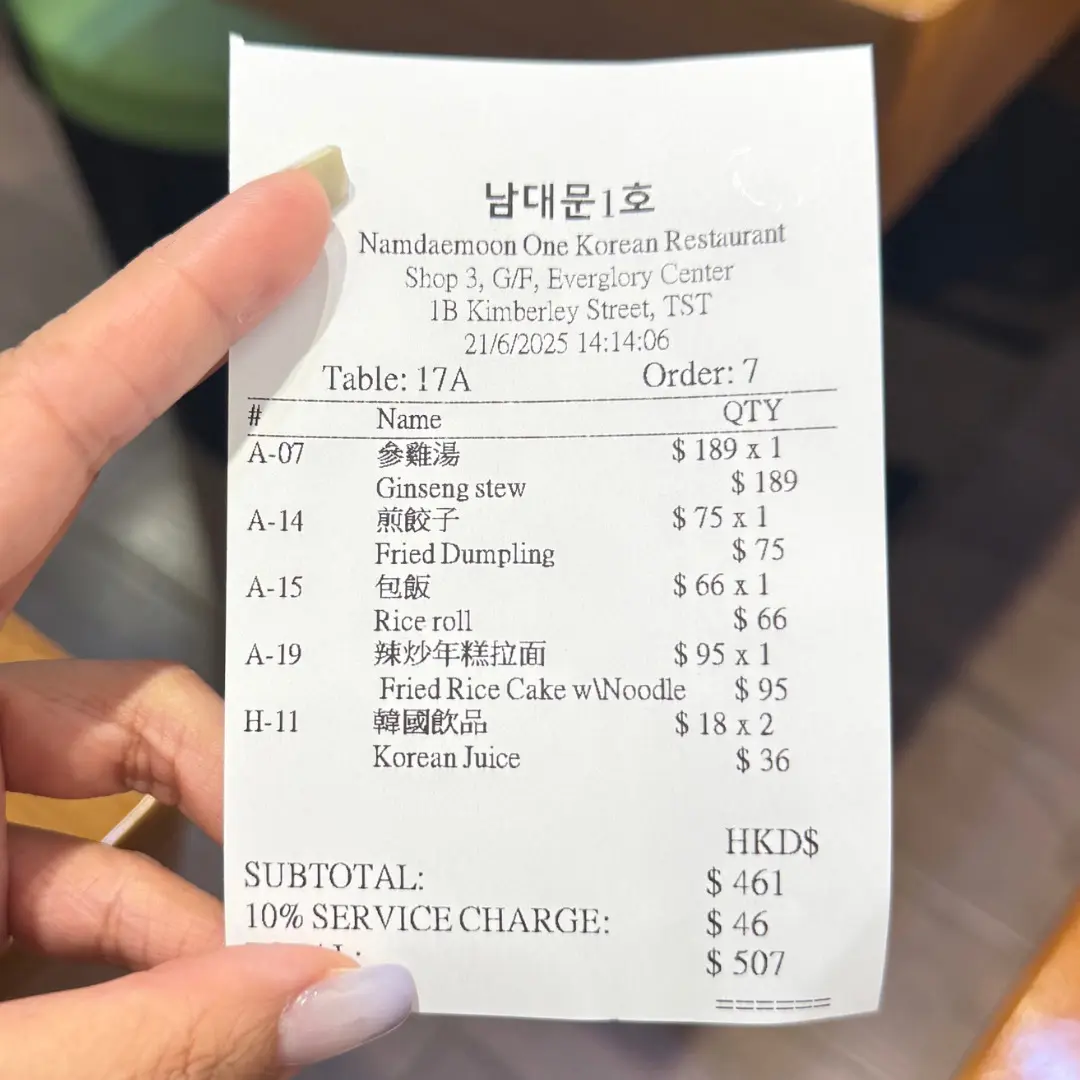 남대문1호
Namdaemoon One Korean Restaurant
Shop 3, G/F, Everglory Center
1B Kimberley Street, TST
21/6/2025 14:14:06
Table: 17A Order: 7
# Name QTY
A-07 參雞湯 $ 189 x 1
Ginseng stew $ 189
A-14 煎餃子 $ 75 x 1
Fried Dumpling $ 75
A-15 包飯 $ 66 x 1
Rice roll $ 66
A-19 辣炒年糕拉面 $ 95 x 1
Fried Rice Cake w\Noodle $ 95
H-11 韓國飲品 $ 18 x 2
Korean Juice $ 36
HKD$
SUBTOTAL: $ 461
10% SERVICE CHARGE: $ 46
$ 507
======